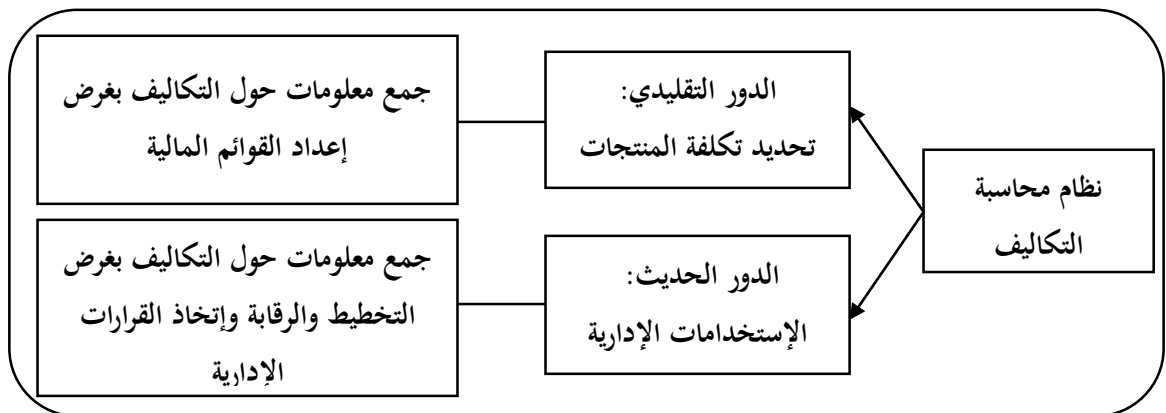 نظام محاسبة
التكاليف
الدور التقليدي:
تحديد تكلفة المنتجات
جمع معلومات حول التكاليف بغرض
إعداد القوائم المالية
الدور الحديث:
الإستخدامات الإدارية
جمع معلومات حول التكاليف بغرض
التخطيط والرقابة وإتخاذ القرارات
الإدارية